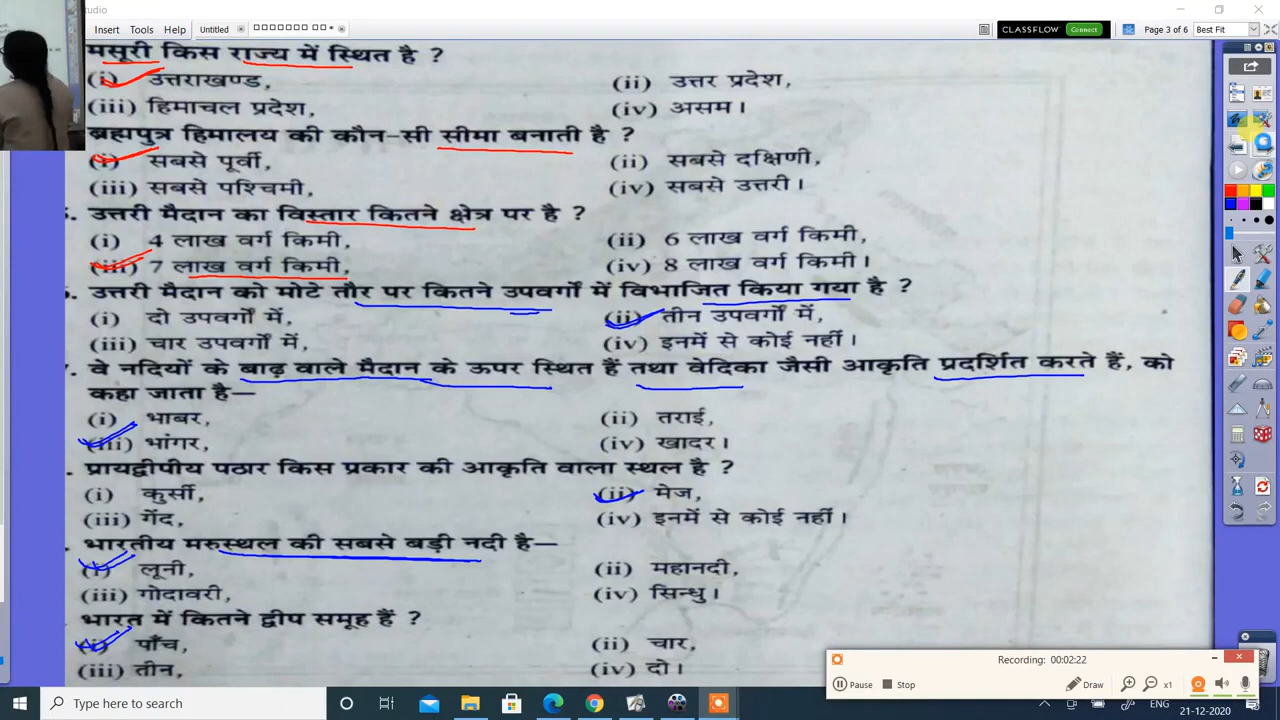 tudio
Insert Tools Help Untitled
CLASSFLOW Connect Page 3 of 6 Best Fit
मसूरी किस राज्य में स्थित है ?
(i) उत्तराखण्ड, (ii) उत्तर प्रदेश,
(iii) हिमाचल प्रदेश, (iv) असम।
ब्रह्मपुत्र हिमालय की कौन-सी सीमा बनाती है ?
(i) सबसे पूर्वी, (ii) सबसे दक्षिणी,
(iii) सबसे पश्चिमी, (iv) सबसे उत्तरी।
उत्तरी मैदान का विस्तार कितने क्षेत्र पर है ?
(i) 4 लाख वर्ग किमी, (ii) 6 लाख वर्ग किमी,
(iii) 7 लाख वर्ग किमी, (iv) 8 लाख वर्ग किमी।
उत्तरी मैदान को मोटे तौर पर कितने उपवर्गों में विभाजित किया गया है ?
(i) दो उपवर्गों में, (ii) तीन उपवर्गों में,
(iii) चार उपवर्गों में, (iv) इनमें से कोई नहीं।
वे नदियों के बाढ़ वाले मैदान के ऊपर स्थित हैं तथा वेदिका जैसी आकृति प्रदर्शित करते हैं, को
कहा जाता है—
(i) भाबर, (ii) तराई,
(iii) भांगर, (iv) खादर।
. प्रायद्वीपीय पठार किस प्रकार की आकृति वाला स्थल है ?
(i) कुर्सी, (ii) मेज,
(iii) गेंद, (iv) इनमें से कोई नहीं।
. भारतीय मरुस्थल की सबसे बड़ी नदी है—
(i) लूनी, (ii) महानदी,
(iii) गोदावरी, (iv) सिन्धु।
भारत में कितने द्वीप समूह हैं ?
(i) पाँच, (ii) चार,
(iii) तीन, (iv) दो।
Recording: 00:02:22
Pause Stop Draw x1
Type here to search
ENG
21-12-2020